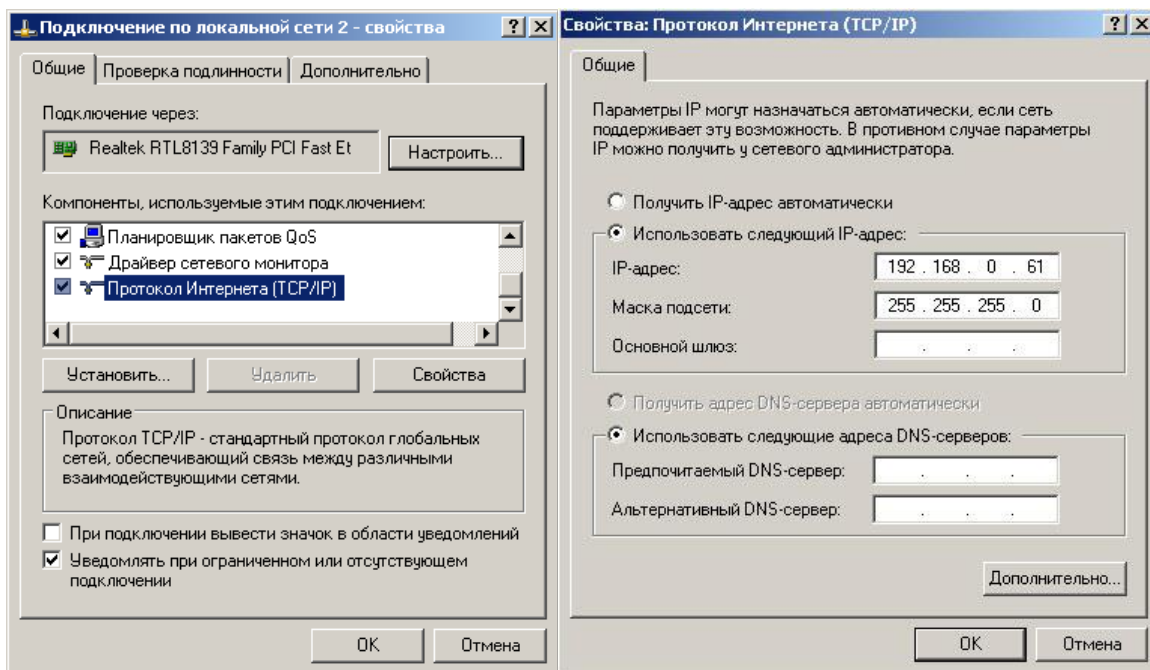 Подключение по локальной сети 2 - свойства
Общие
Проверка подлинности
Дополнительно
Подключение через:
Realtek RTL8139 Family PCI Fast Et
Настроить...
Компоненты, используемые этим подключением:
Планировщик пакетов QoS
Драйвер сетевого монитора
Протокол Интернета (TCP/IP)
Установить...
Удалить
Свойства
Описание
Протокол TCP/IP - стандартный протокол глобальных
сетей, обеспечивающий связь между различными
взаимодействующими сетями.
При подключении вывести значок в области уведомлений
Уведомлять при ограниченном или отсутствующем
подключении
OK
Отмена
Свойства: Протокол Интернета (TCP/IP)
Общие
Параметры IP могут назначаться автоматически, если сеть
поддерживает эту возможность. В противном случае параметры
IP можно получить у сетевого администратора.
Получить IP-адрес автоматически
Использовать следующий IP-адрес:
IP-адрес:
192 . 168 . 0 . 61
Маска подсети:
255 . 255 . 255 . 0
Основной шлюз:
. . .
Получить адрес DNS-сервера автоматически
Использовать следующие адреса DNS-серверов:
Предпочитаемый DNS-сервер:
. . .
Альтернативный DNS-сервер:
. . .
Дополнительно...
OK
Отмена